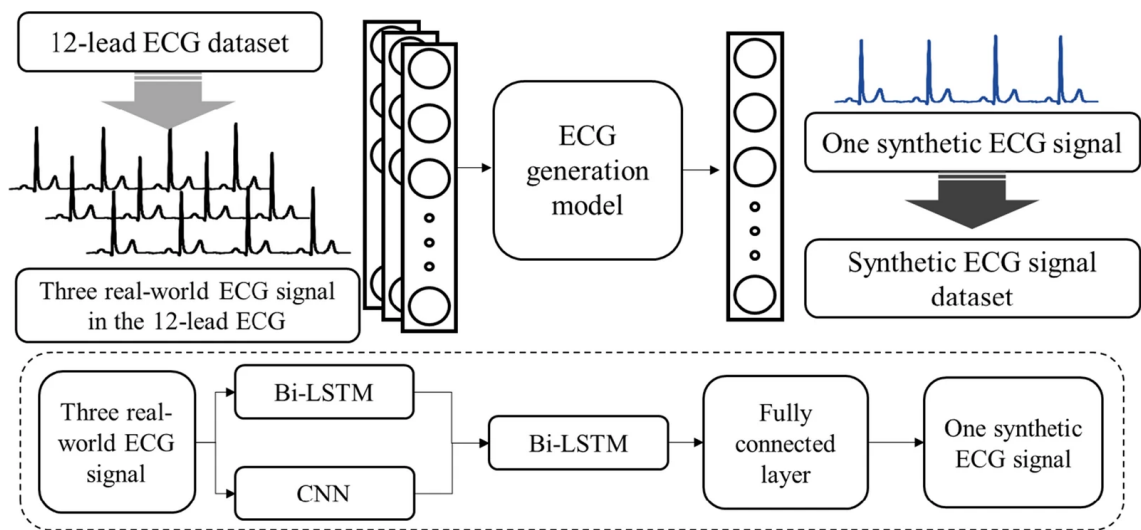 12-lead ECG dataset
Three real-world ECG signal
in the 12-lead ECG
ECG
generation
model
One synthetic ECG signal
Synthetic ECG signal
dataset
Three real-
world ECG
signal
Bi-LSTM
CNN
Bi-LSTM
Fully
connected
layer
One synthetic
ECG signal